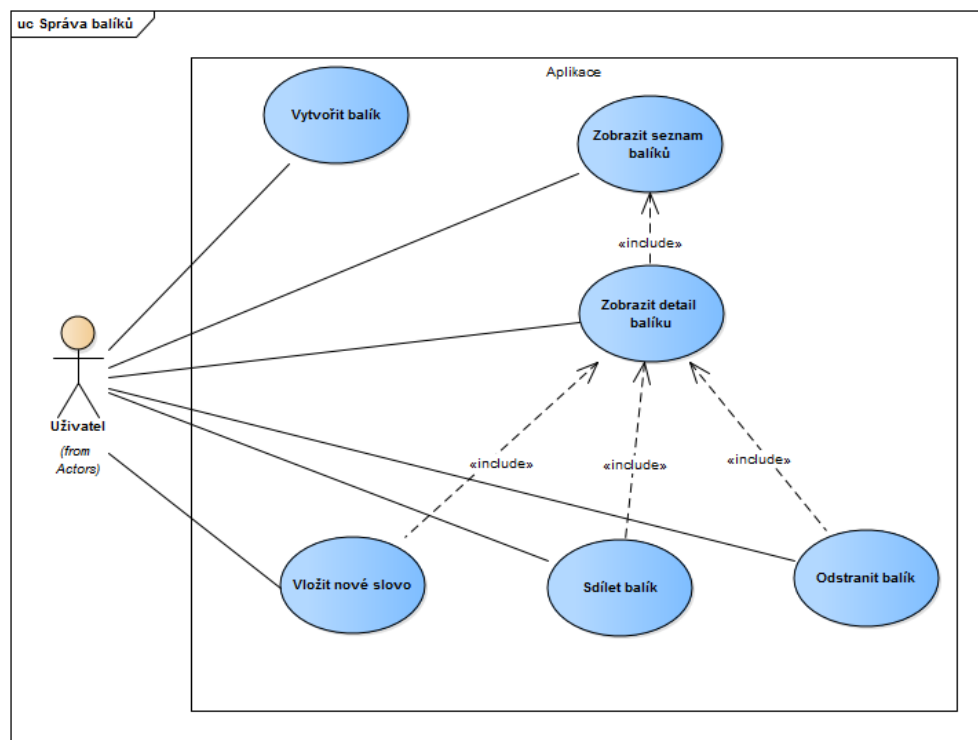 uc Správa balíků
Aplikace
Vytvořit balík
Zobrazit seznam
balíků
«include»
Zobrazit detail
balíku
Uživatel
(from
Actors)
«include»
«include»
«include»
Vložit nové slovo
Sdílet balík
Odstranit balík